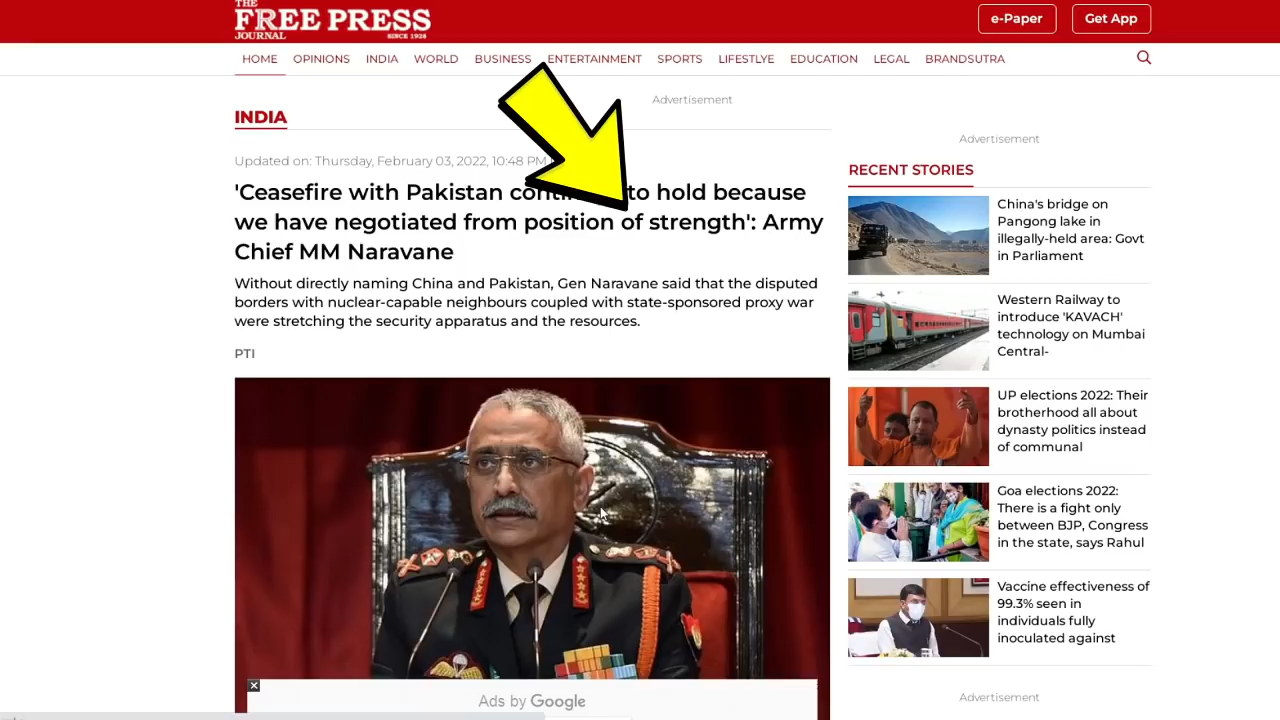 THE
FREE PRESS
JOURNAL
SINCE 1928
e-Paper
Get App
HOME
OPINIONS
INDIA
WORLD
BUSINESS
ENTERTAINMENT
SPORTS
LIFESTLYE
EDUCATION
LEGAL
BRANDSUTRA
Advertisement
INDIA
Updated on: Thursday, February 03, 2022, 10:48 PM
'Ceasefire with Pakistan to hold because
we have negotiated from position of strength': Army
Chief MM Naravane
Without directly naming China and Pakistan, Gen Naravane said that the disputed
borders with nuclear-capable neighbours coupled with state-sponsored proxy war
were stretching the security apparatus and the resources.
PTI
Ads by Google
Advertisement
RECENT STORIES
China's bridge on
Pangong lake in
illegally-held area: Govt
in Parliament
Western Railway to
introduce 'KAVACH'
technology on Mumbai
Central-
UP elections 2022: Their
brotherhood all about
dynasty politics instead
of communal
Goa elections 2022:
There is a fight only
between BJP, Congress
in the state, says Rahul
Vaccine effectiveness of
99.3% seen in
individuals fully
inoculated against
Advertisement